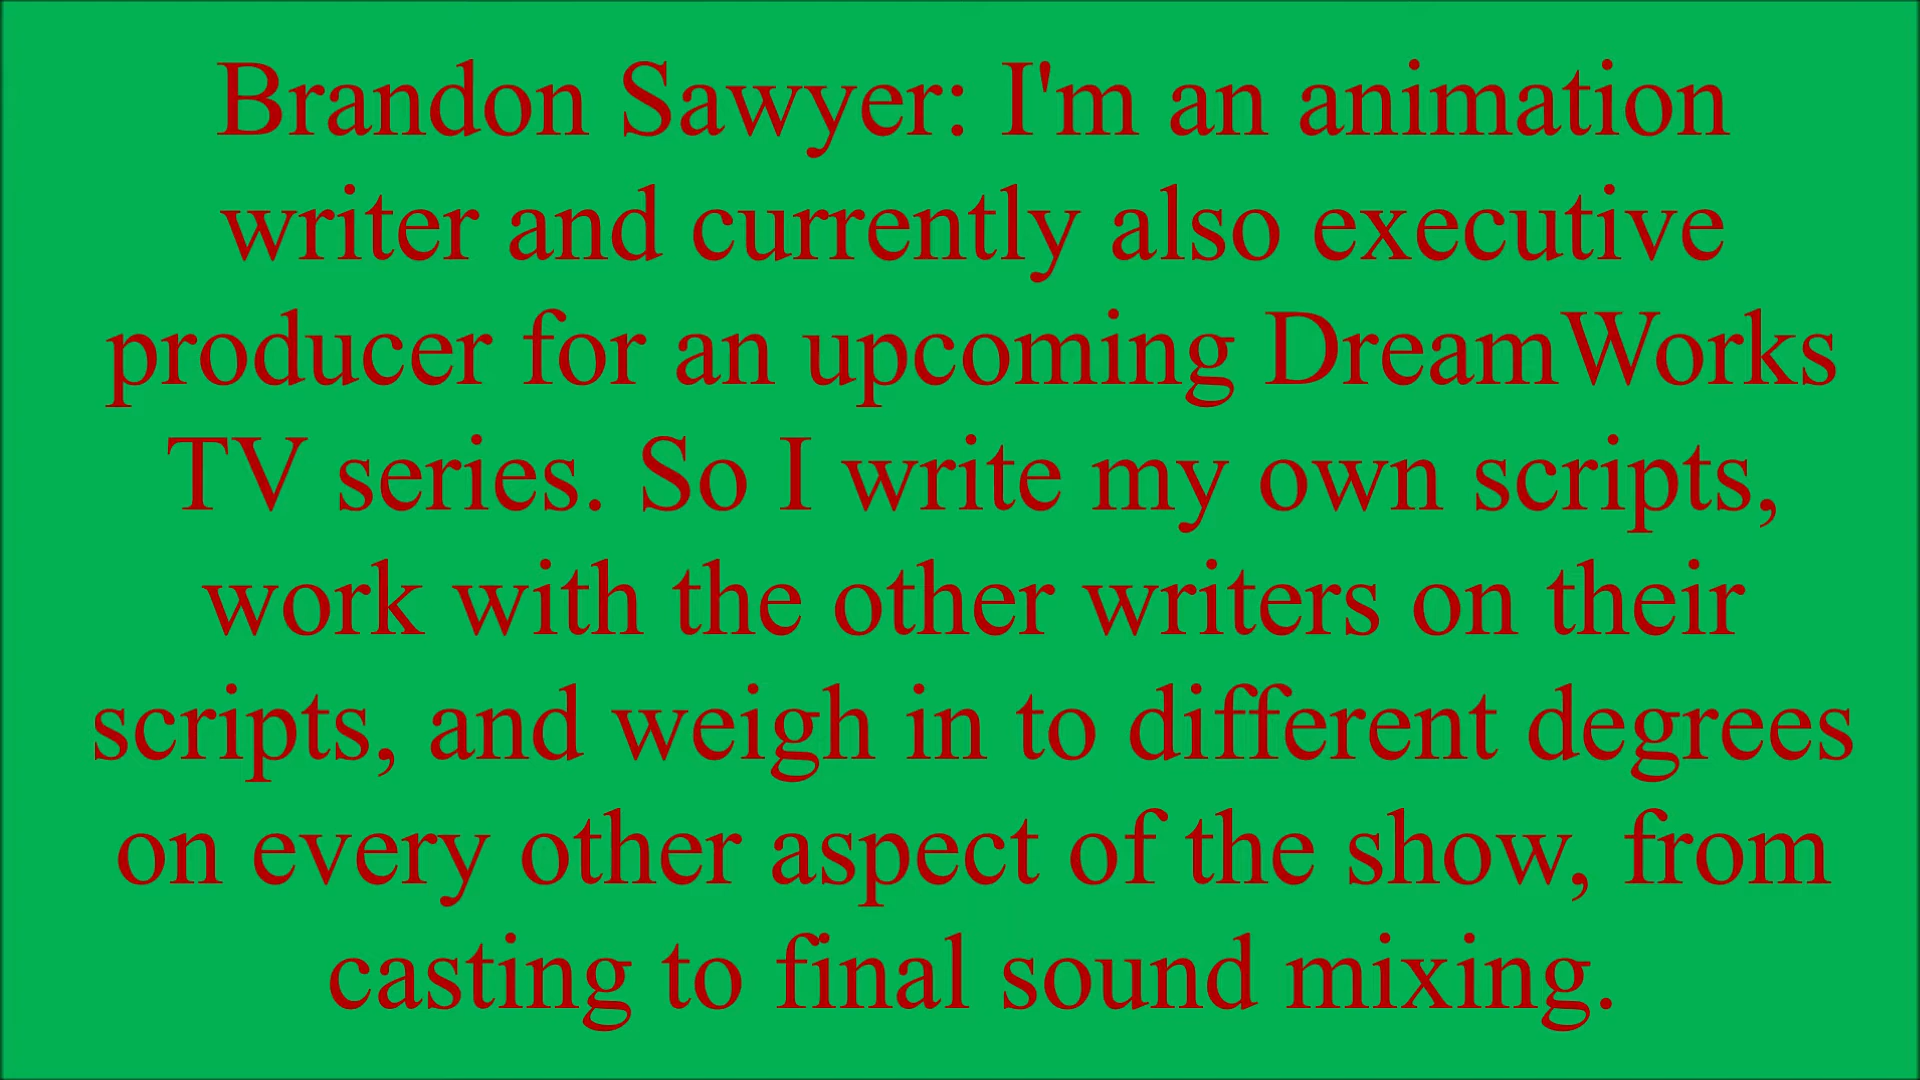 Brandon Sawyer: I'm an animation
writer and currently also executive
producer for an upcoming DreamWorks
TV series. So I write my own scripts,
work with the other writers on their
scripts, and weigh in to different degrees
on every other aspect of the show, from
casting to final sound mixing.